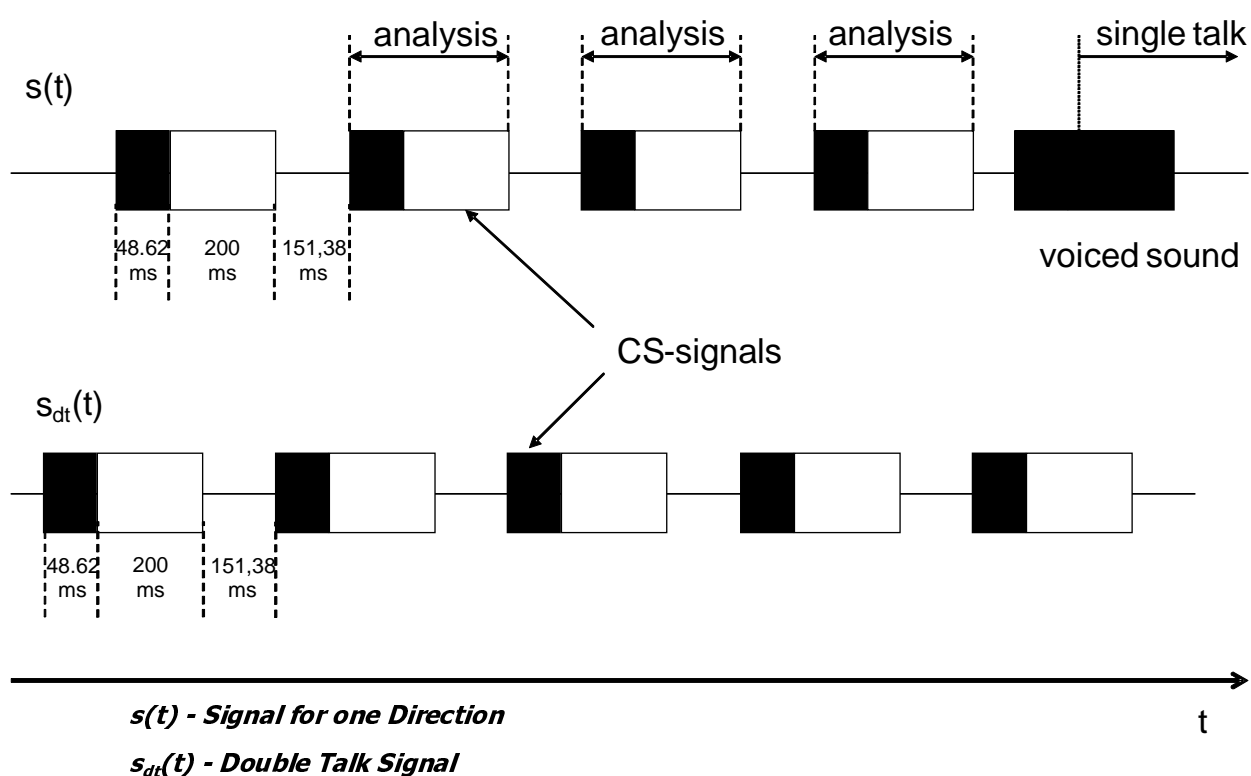 analysis analysis analysis single talk
s(t)
48.62 200 151,38
ms ms ms
voiced sound
CS-signals
sdt(t)
48.62 200 151,38
ms ms ms
s(t) - Signal for one Direction
t
sdt(t) - Double Talk Signal